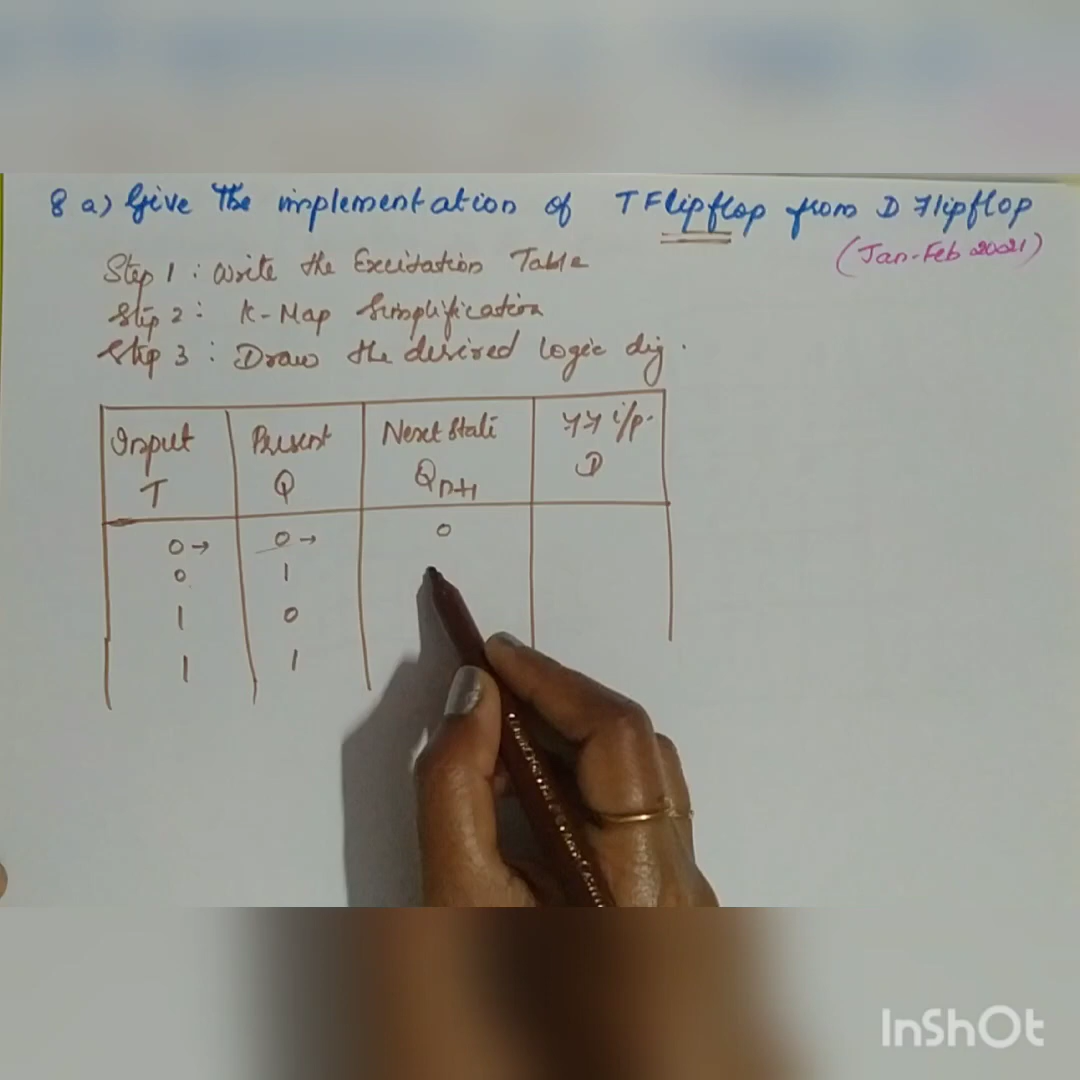 8 a) Give the implementation of T Flipflop from D Flipflop
(Jan-Feb 2021)
Step 1 : Write the Excitation Table
Step 2 : K-Map Simplification
Step 3 : Draw the desired logic dig.
Input T | Present Q | Next State Qn+1 | FF i/p. D
0 → 0 → 0
0 1
1 0
1 1
InShOt